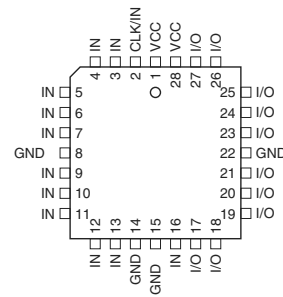 IN IN CLK/IN VCC VCC I/O I/O
4 3 2 1 28 27 26
IN 5 25 I/O
IN 6 24 I/O
IN 7 23 I/O
GND 8 22 GND
IN 9 21 I/O
IN 10 20 I/O
IN 11 19 I/O
12 13 14 15 16 17 18
IN IN GND GND IN I/O I/O